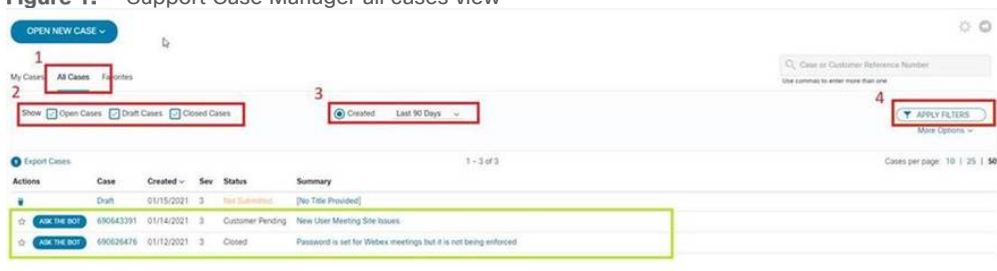 Figure 1. Support Case Manager all cases view
OPEN NEW CASE
1
My Cases All Cases Favorites
Case or Customer Reference Number
Use commas to enter more than one
2
3
4
Show Open Cases Draft Cases Closed Cases
Created Last 90 Days
APPLY FILTERS
More Options
Export Cases
1 - 3 of 3
Cases per page: 10 | 25 | 50
Actions Case Created Sev Status Summary
Draft 01/15/2021 3 Not Submitted [No Title Provided]
ASK THE BOT 690643391 01/14/2021 3 Customer Pending New User Meeting Site Issues
ASK THE BOT 690626476 01/12/2021 3 Closed Password is set for Webex meetings but it is not being enforced